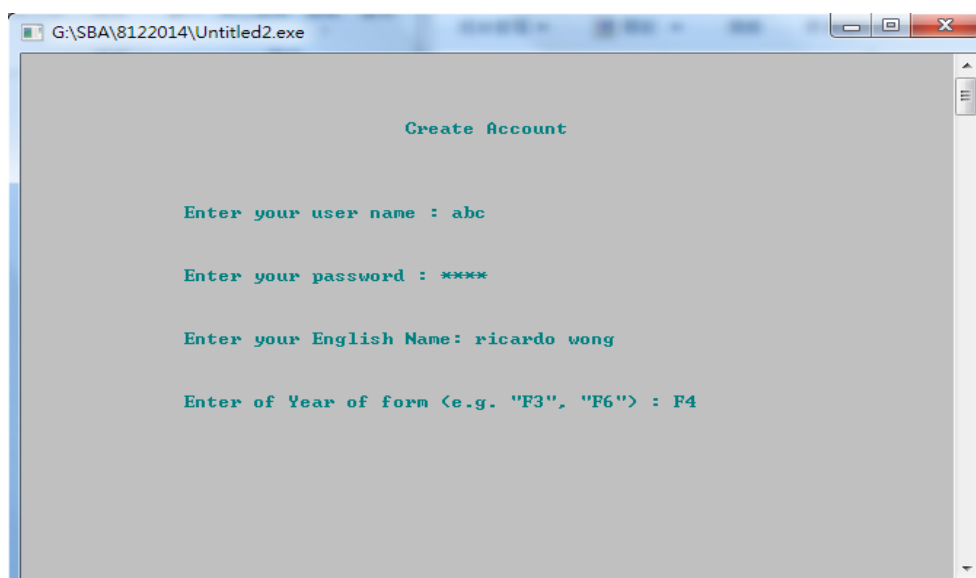 G:\SBA\8122014\Untitled2.exe
Create Account
Enter your user name : abc
Enter your password : ****
Enter your English Name: ricardo wong
Enter of Year of form (e.g. "F3", "F6") : F4